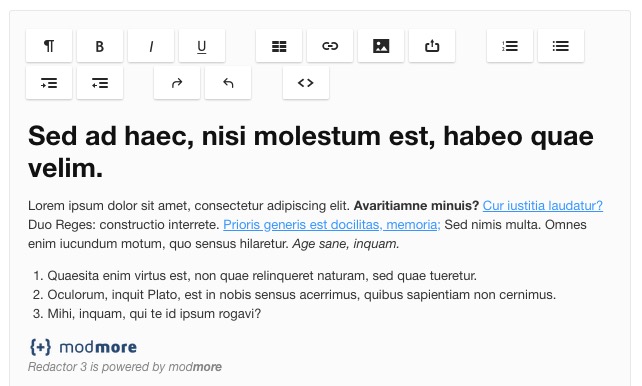 ¶ B I U
<>
Sed ad haec, nisi molestum est, habeo quae
velim.
Lorem ipsum dolor sit amet, consectetur adipiscing elit. Avaritiamne minuis? Cur iustitia laudatur?
Duo Reges: constructio interrete. Prioris generis est docilitas, memoria; Sed nimis multa. Omnes
enim iucundum motum, quo sensus hilaretur. Age sane, inquam.
1. Quaesita enim virtus est, non quae relinqueret naturam, sed quae tueretur.
2. Oculorum, inquit Plato, est in nobis sensus acerrimus, quibus sapientiam non cernimus.
3. Mihi, inquam, qui te id ipsum rogavi?
{+} modmore
Redactor 3 is powered by modmore